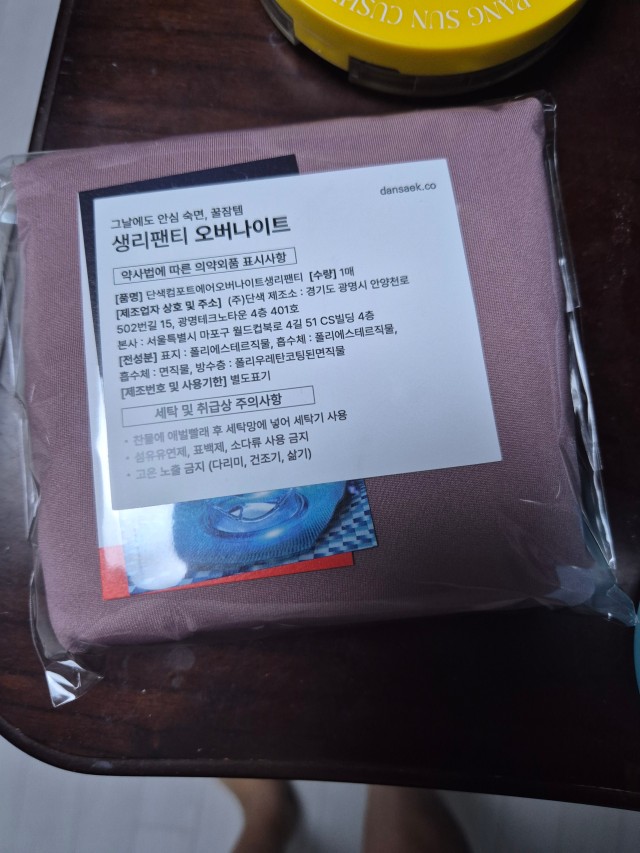 PANG SUN CUSHI
dansaek.co
그날에도 안심 숙면, 꿀잠템
생리팬티 오버나이트
약사법에 따른 의약외품 표시사항
[품명] 단색컴포트에어오버나이트생리팬티 [수량] 1매
[제조업자 상호 및 주소] (주)단색 제조소 : 경기도 광명시 안양천로
502번길 15, 광명테크노타운 4층 401호
본사 : 서울특별시 마포구 월드컵북로 4길 51 CS빌딩 4층
[전성분] 표지 : 폴리에스테르직물, 흡수체 : 폴리에스테르직물,
흡수체 : 면직물, 방수층 : 폴리우레탄코팅된면직물
[제조번호 및 사용기한] 별도표기
세탁 및 취급상 주의사항
• 찬물에 애벌빨래 후 세탁망에 넣어 세탁기 사용
• 섬유유연제, 표백제, 소다류 사용 금지
• 고온 노출 금지 (다리미, 건조기, 삶기)